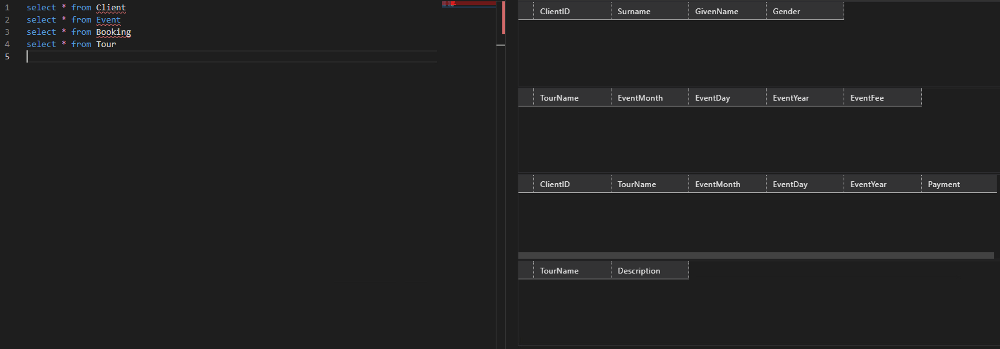 1 select * from Client
2 select * from Event
3 select * from Booking
4 select * from Tour
5
ClientID Surname GivenName Gender
TourName EventMonth EventDay EventYear EventFee
ClientID TourName EventMonth EventDay EventYear Payment
TourName Description